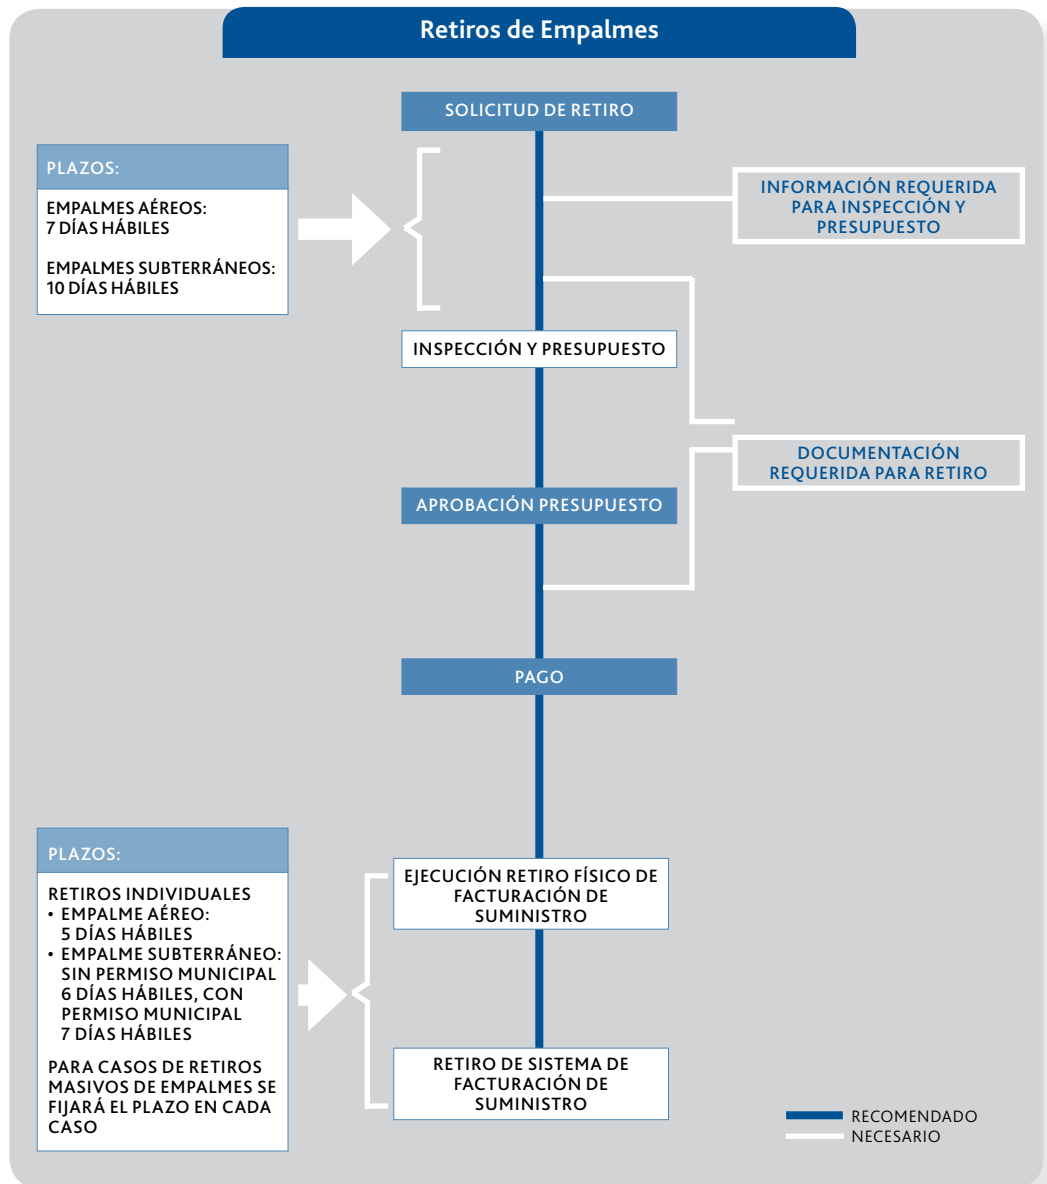 Retiros de Empalmes
SOLICITUD DE RETIRO
PLAZOS:
EMPALMES AÉREOS:
7 DÍAS HÁBILES
EMPALMES SUBTERRÁNEOS:
10 DÍAS HÁBILES
INFORMACIÓN REQUERIDA
PARA INSPECCIÓN Y
PRESUPUESTO
INSPECCIÓN Y PRESUPUESTO
DOCUMENTACIÓN
REQUERIDA PARA RETIRO
APROBACIÓN PRESUPUESTO
PAGO
PLAZOS:
RETIROS INDIVIDUALES
• EMPALME AÉREO:
5 DÍAS HÁBILES
• EMPALME SUBTERRÁNEO:
SIN PERMISO MUNICIPAL
6 DÍAS HÁBILES, CON
PERMISO MUNICIPAL
7 DÍAS HÁBILES
PARA CASOS DE RETIROS
MASIVOS DE EMPALMES SE
FIJARÁ EL PLAZO EN CADA
CASO
EJECUCIÓN RETIRO FÍSICO DE
FACTURACIÓN DE
SUMINISTRO
RETIRO DE SISTEMA DE
FACTURACIÓN DE
SUMINISTRO
RECOMENDADO
NECESARIO